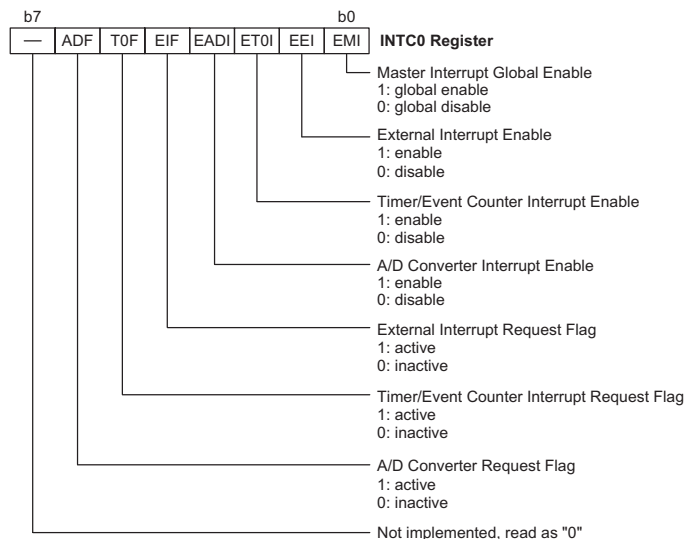 b7 b0
— ADF T0F EIF EADI ET0I EEI EMI INTC0 Register
Master Interrupt Global Enable
1: global enable
0: global disable
External Interrupt Enable
1: enable
0: disable
Timer/Event Counter Interrupt Enable
1: enable
0: disable
A/D Converter Interrupt Enable
1: enable
0: disable
External Interrupt Request Flag
1: active
0: inactive
Timer/Event Counter Interrupt Request Flag
1: active
0: inactive
A/D Converter Request Flag
1: active
0: inactive
Not implemented, read as "0"